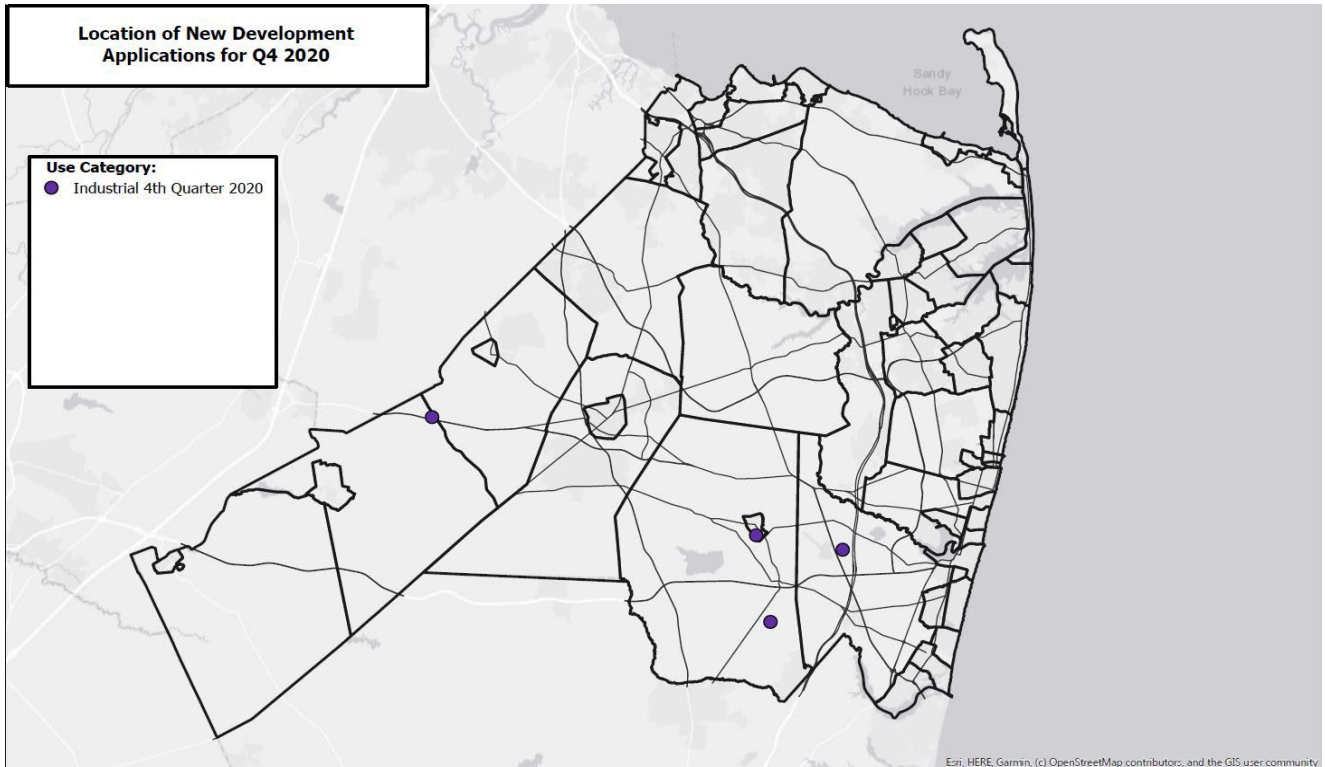 Location of New Development
Applications for Q4 2020
Sandy
Hook Bay
Use Category:
Industrial 4th Quarter 2020
Esri, HERE, Garmin, (c) OpenStreetMap contributors, and the GIS user community